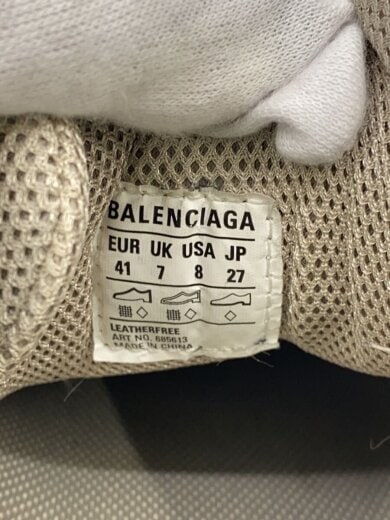 BALENCIAGA
EUR UK USA JP
41 7 8 27
LEATHERFREE
ART NO. 685613
MADE IN CHINA